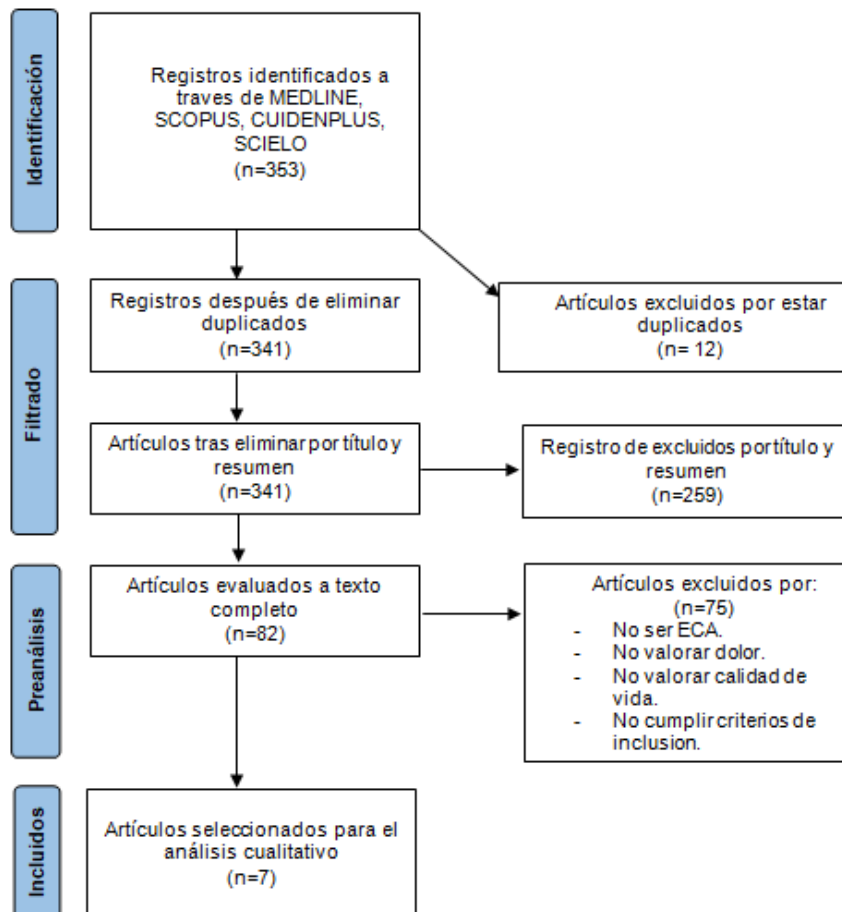 Identificación
Registros identificados a
traves de MEDLINE,
SCOPUS, CUIDENPLUS,
SCIELO
(n=353)
Filtrado
Registros después de eliminar
duplicados
(n=341)
Artículos excluidos por estar
duplicados
(n= 12)
Artículos tras eliminar por título y
resumen
(n=341)
Registro de excluidos por título y
resumen
(n=259)
Preanálisis
Artículos evaluados a texto
completo
(n=82)
Artículos excluidos por:
(n=75)
- No ser ECA.
- No valorar dolor.
- No valorar calidad de
vida.
- No cumplir criterios de
inclusion.
Incluidos
Artículos seleccionados para el
análisis cualitativo
(n=7)